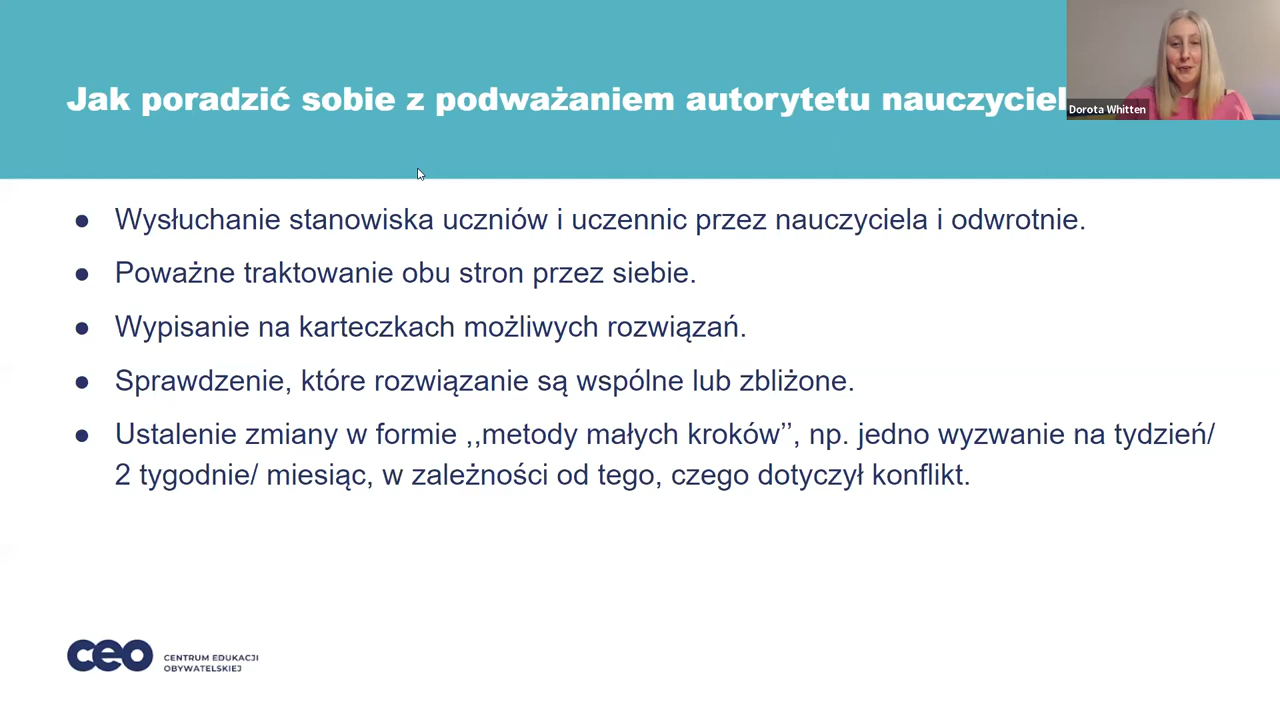 Jak poradzić sobie z podważaniem autorytetu nauczyciel
Dorota Whitten
● Wysłuchanie stanowiska uczniów i uczennic przez nauczyciela i odwrotnie.
● Poważne traktowanie obu stron przez siebie.
● Wypisanie na karteczkach możliwych rozwiązań.
● Sprawdzenie, które rozwiązanie są wspólne lub zbliżone.
● Ustalenie zmiany w formie ,,metody małych kroków’’, np. jedno wyzwanie na tydzień/
2 tygodnie/ miesiąc, w zależności od tego, czego dotyczył konflikt.
ceo CENTRUM EDUKACJI
OBYWATELSKIEJ